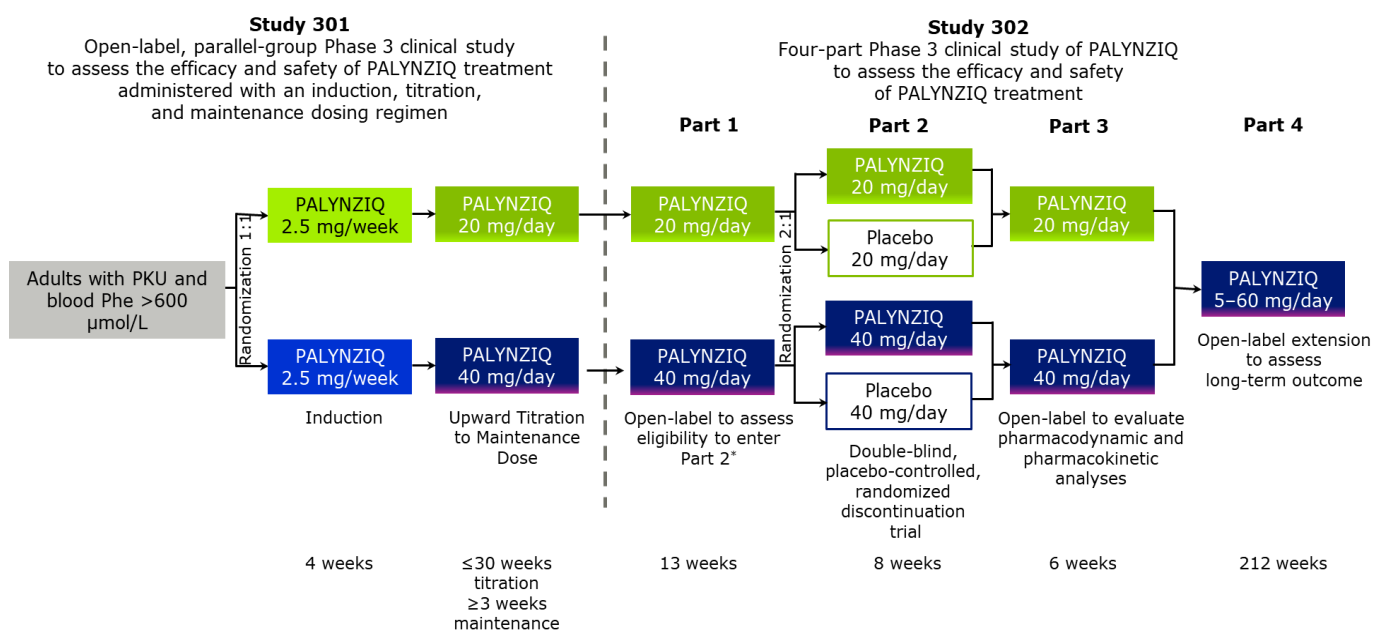 Study 301
Open-label, parallel-group Phase 3 clinical study
to assess the efficacy and safety of PALYNZIQ treatment
administered with an induction, titration,
and maintenance dosing regimen
Study 302
Four-part Phase 3 clinical study of PALYNZIQ
to assess the efficacy and safety
of PALYNZIQ treatment
Part 1
Part 2
Part 3
Part 4
Adults with PKU and
blood Phe >600
µmol/L
Randomization 1:1
PALYNZIQ
2.5 mg/week
PALYNZIQ
20 mg/day
PALYNZIQ
20 mg/day
Randomization 2:1
PALYNZIQ
20 mg/day
Placebo
20 mg/day
PALYNZIQ
20 mg/day
PALYNZIQ
2.5 mg/week
PALYNZIQ
40 mg/day
PALYNZIQ
40 mg/day
PALYNZIQ
40 mg/day
Placebo
40 mg/day
PALYNZIQ
40 mg/day
PALYNZIQ
5–60 mg/day
Induction
Upward Titration
to Maintenance
Dose
Open-label to assess
eligibility to enter
Part 2*
Double-blind,
placebo-controlled,
randomized
discontinuation
trial
Open-label to evaluate
pharmacodynamic and
pharmacokinetic
analyses
Open-label extension
to assess
long-term outcome
4 weeks
≤30 weeks
titration
≥3 weeks
maintenance
13 weeks
8 weeks
6 weeks
212 weeks